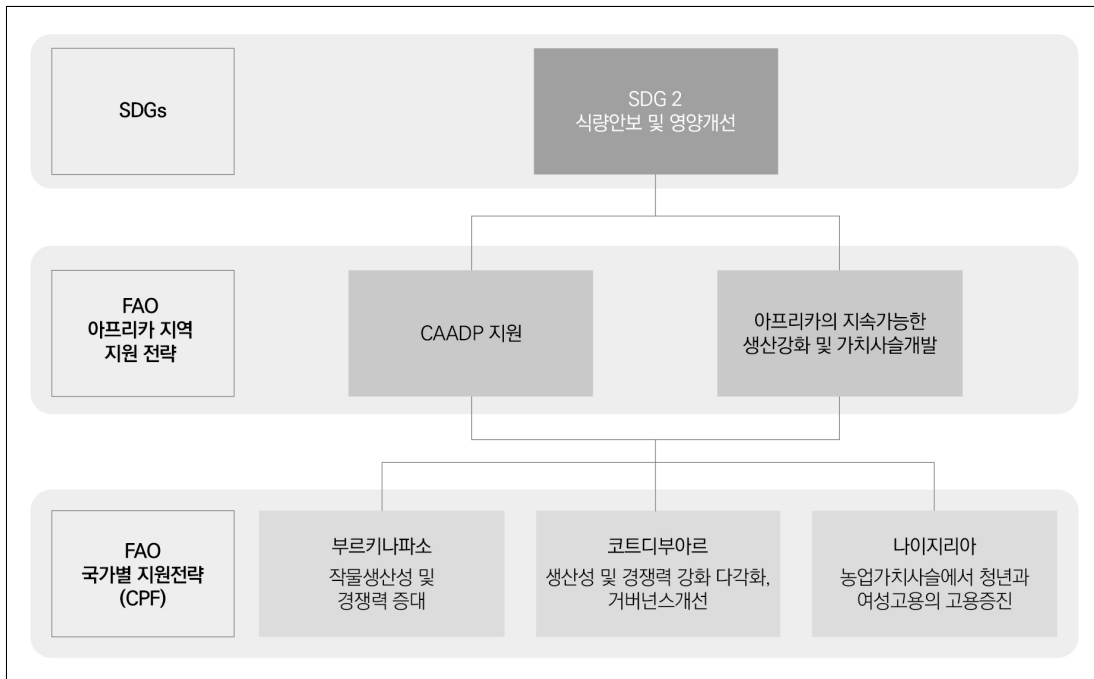 SDGs
SDG 2
식량안보 및 영양개선
FAO
아프리카 지역
지원 전략
CAADP 지원
아프리카의 지속가능한
생산강화 및 가치사슬개발
FAO
국가별 지원전략
(CPF)
부르키나파소
작물생산성 및
경쟁력 증대
코트디부아르
생산성 및 경쟁력 강화 다각화,
거버넌스개선
나이지리아
농업가치사슬에서 청년과
여성고용의 고용증진